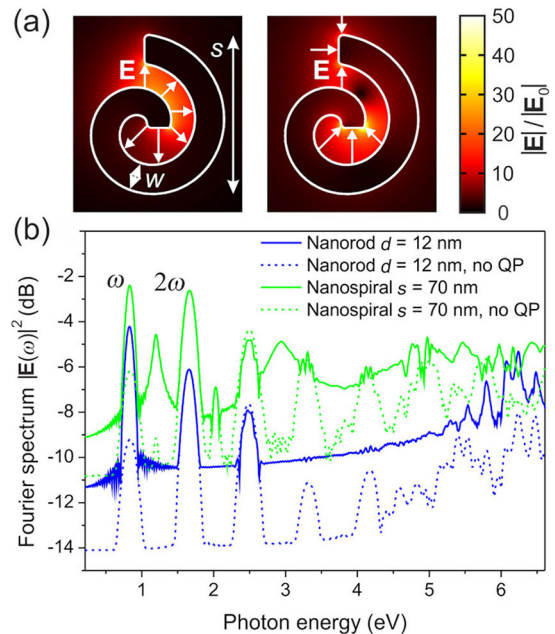 (a)
E
s
w
E
50
40
30
20
10
0
|E| / |E₀|
(b)
Nanorod d = 12 nm
Nanorod d = 12 nm, no QP
Nanospiral s = 70 nm
Nanospiral s = 70 nm, no QP
ω
2ω
-2
-4
-6
-8
-10
-12
-14
Fourier spectrum |E(ω)|² (dB)
1 2 3 4 5 6
Photon energy (eV)